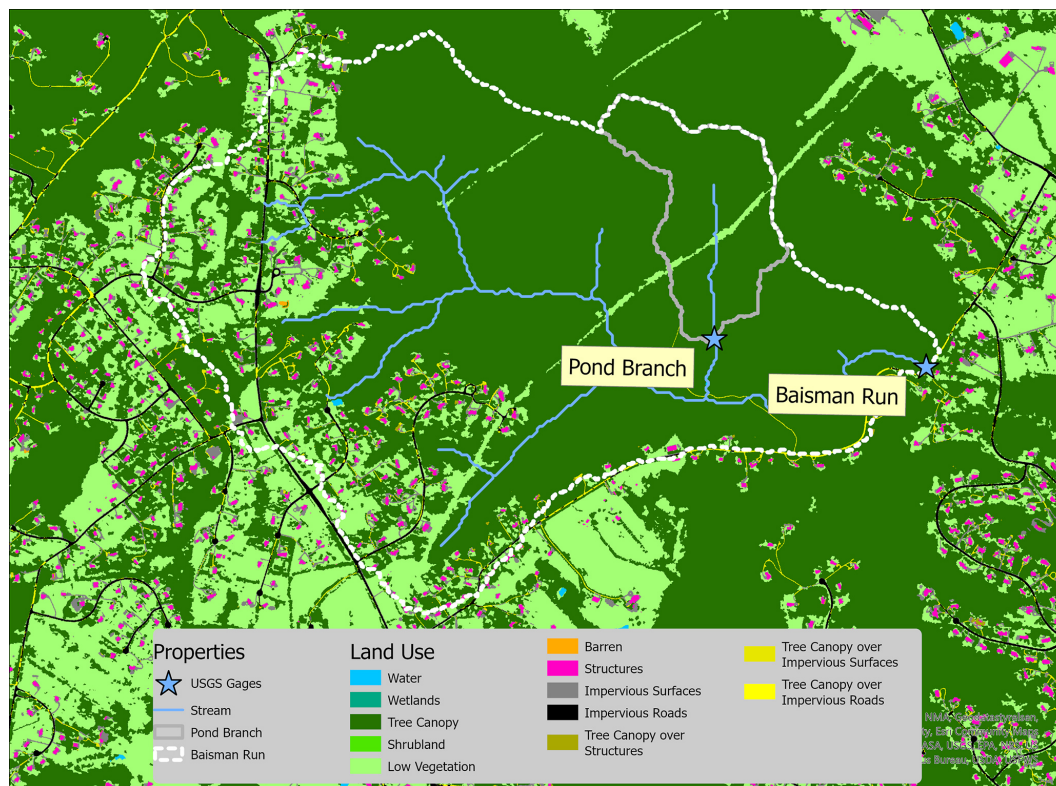 Pond Branch
Baisman Run
Properties
USGS Gages
Stream
Pond Branch
Baisman Run
Land Use
Water
Wetlands
Tree Canopy
Shrubland
Low Vegetation
Barren
Structures
Impervious Surfaces
Impervious Roads
Tree Canopy over
Structures
Tree Canopy over
Impervious Surfaces
Tree Canopy over
Impervious Roads
NMA,